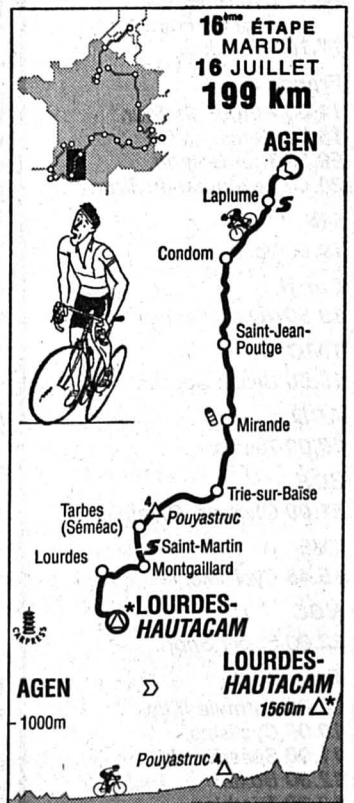 16ème ÉTAPE
MARDI
16 JUILLET
199 km
AGEN
Laplume
S
Condom
Saint-Jean-
Poutge
Mirande
Trie-sur-Baïse
4 Pouyastruc
Tarbes
(Séméac)
S Saint-Martin
Lourdes
Montgaillard
*LOURDES-
HAUTACAM
CARPRESS
LOURDES-
HAUTACAM
1560m *
AGEN
1000m
Pouyastruc 4